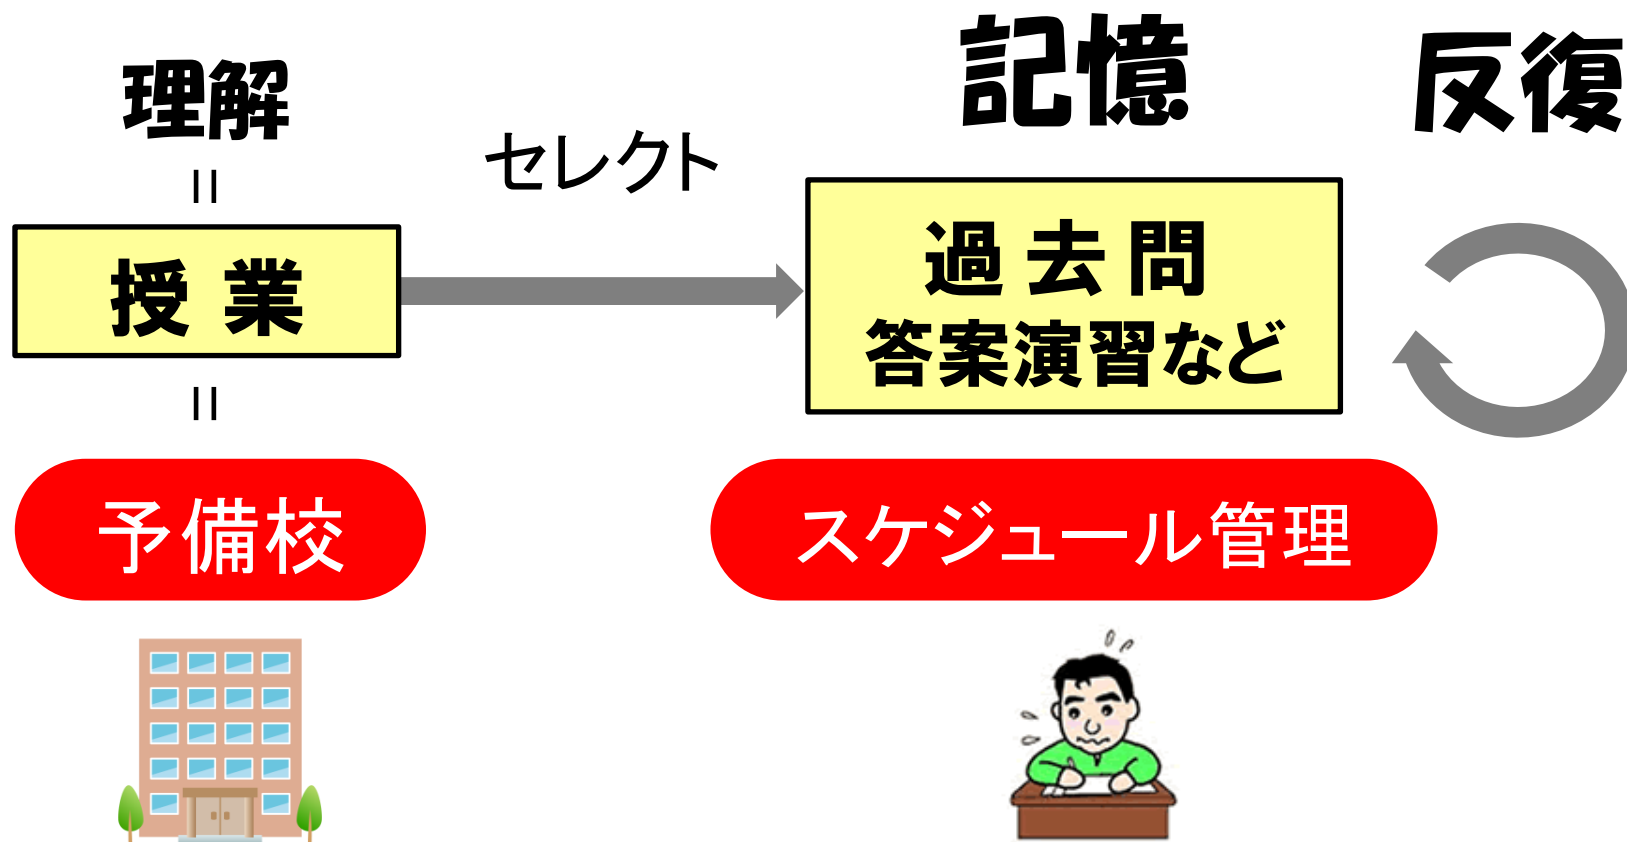 理解
=
授業
=
予備校
セレクト
記憶
過去問
答案演習など
スケジュール管理
反復